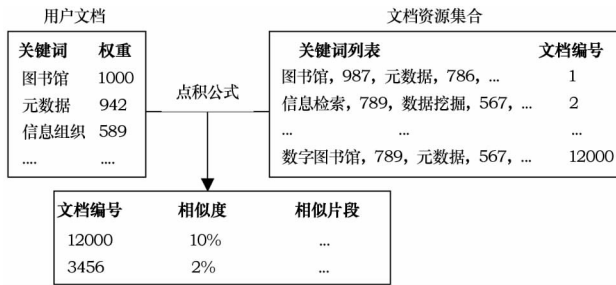 用户文档 文档资源集合
关键词 权重 关键词列表 文档编号
图书馆 1000 图书馆，987，元数据，786，... 1
元数据 942 点积公式 信息检索，789，数据挖掘，567，... 2
信息组织 589 ... ... ...
.... .... 数字图书馆，789，元数据，567，... 12000
文档编号 相似度 相似片段
12000 10% ...
3456 2% ...